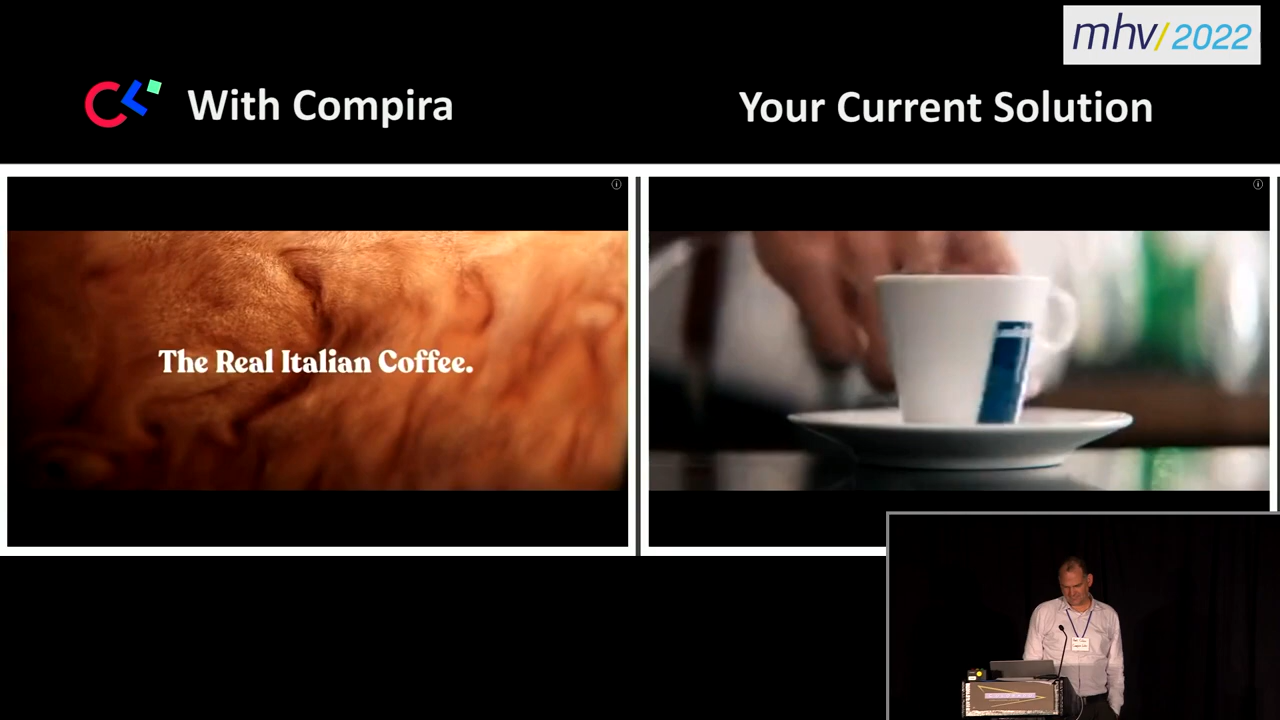 mhv/2022
With Compira
Your Current Solution
The Real Italian Coffee.